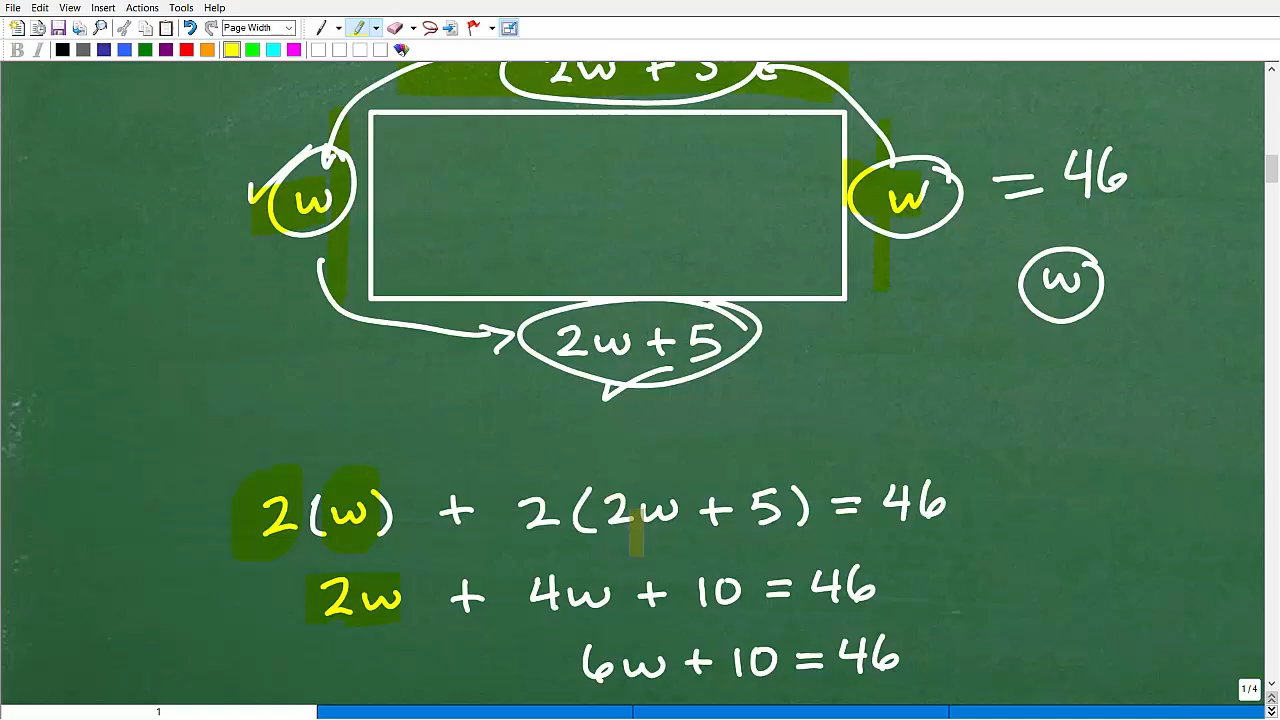 File Edit View Insert Actions Tools Help
Page Width
B I
2w + 5
w w = 46
w
2w + 5
2(w) + 2(2w + 5) = 46
2w + 4w + 10 = 46
6w + 10 = 46
1/4
1